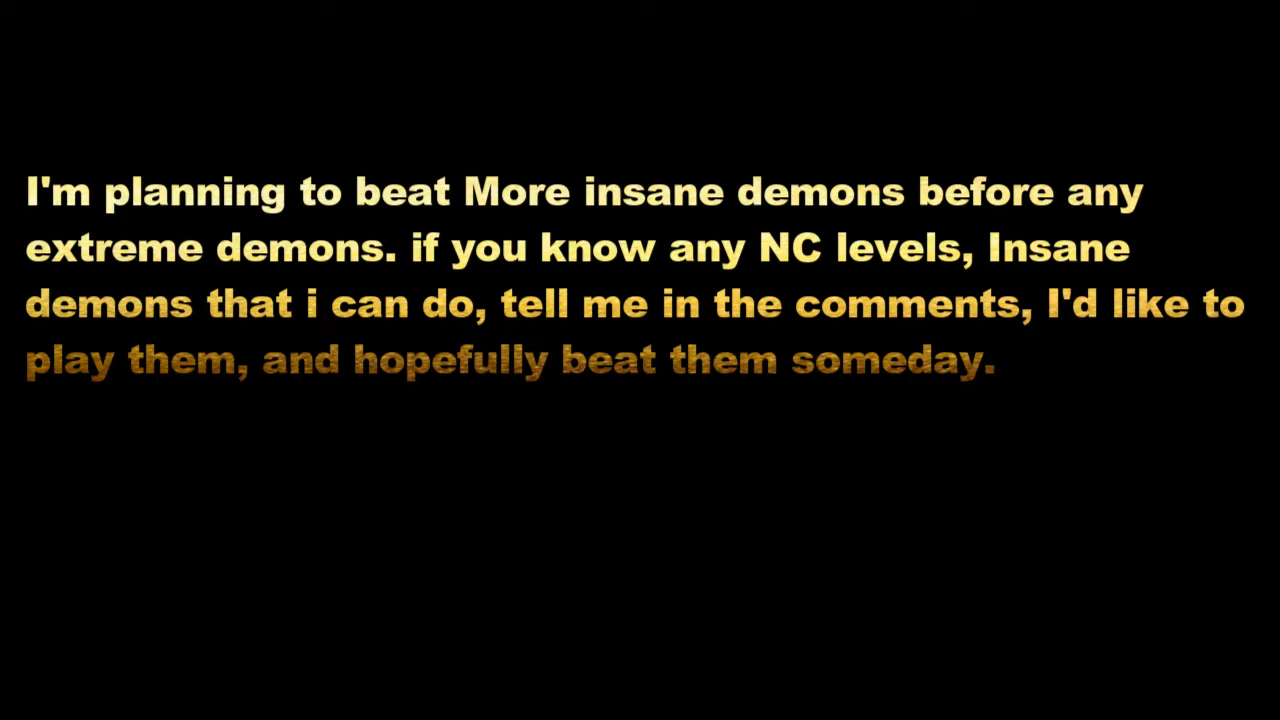 I'm planning to beat More insane demons before any
extreme demons. if you know any NC levels, Insane
demons that i can do, tell me in the comments, I'd like to
play them, and hopefully beat them someday.